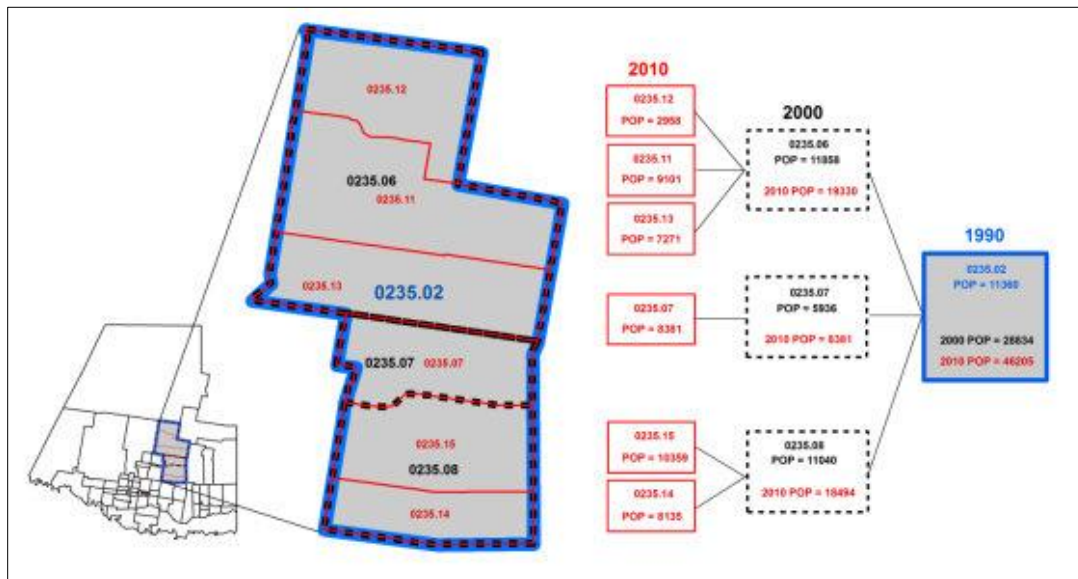 0235.12
0235.06
0235.11
0235.13
0235.02
0235.07
0235.07
0235.15
0235.08
0235.14
2010
0235.12
POP = 2958
0235.11
POP = 9101
0235.13
POP = 7271
0235.07
POP = 8381
0235.15
POP = 10359
0235.14
POP = 8135
2000
0235.06
POP = 11858
2010 POP = 19330
0235.07
POP = 5936
2010 POP = 8381
0235.08
POP = 11040
2010 POP = 18494
1990
0235.02
POP = 11360
2000 POP = 28834
2010 POP = 46205